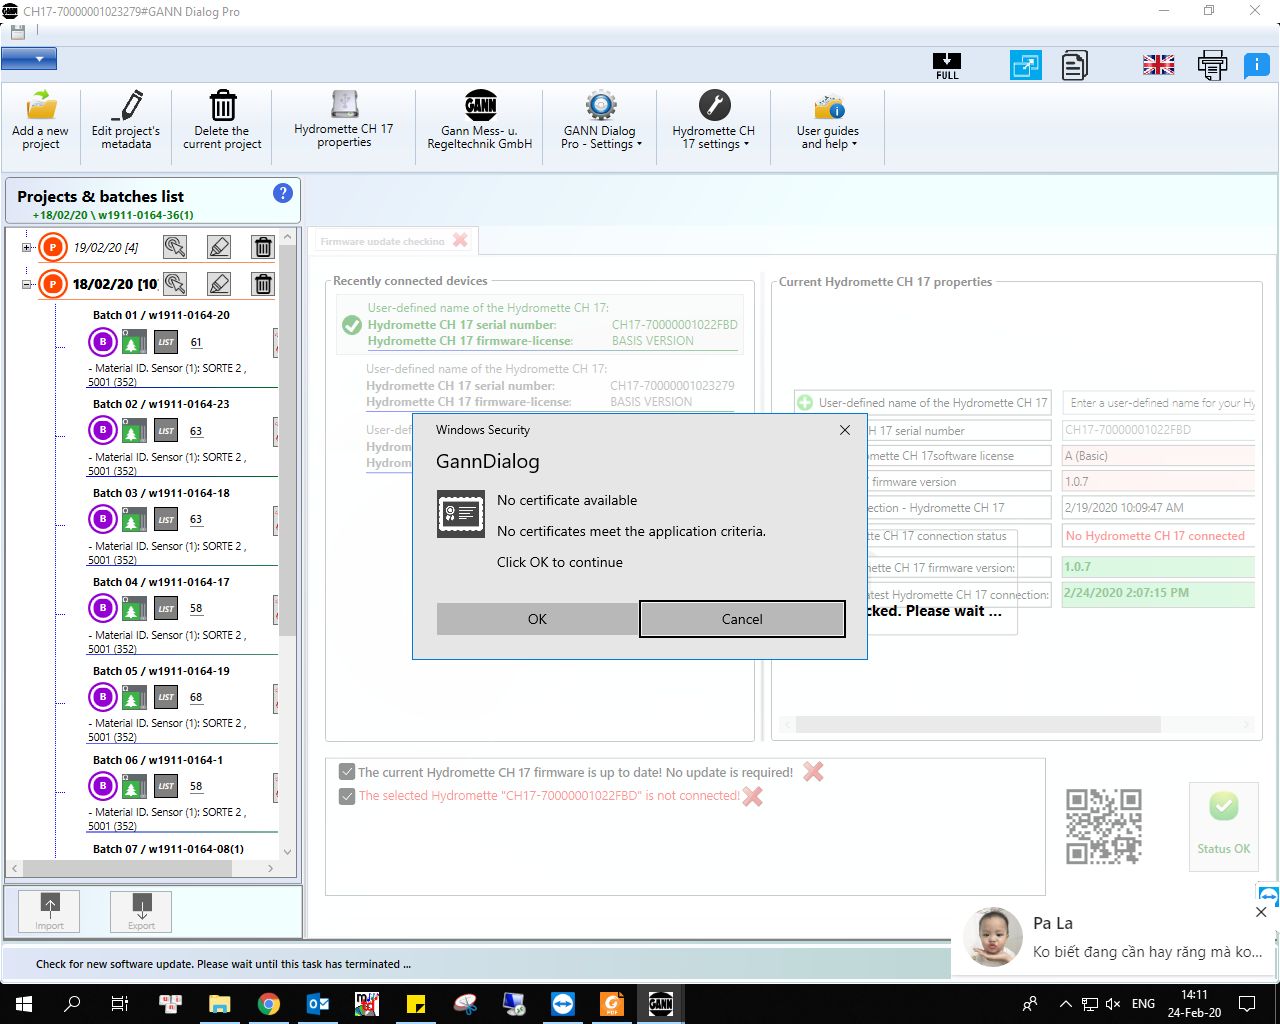 CH17-70000001023279#GANN Dialog Pro
FULL
Add a new
project
Edit project's
metadata
Delete the
current project
Hydromette CH 17
properties
GANN
Gann Mess- u.
Regeltechnik GmbH
GANN Dialog
Pro - Settings
Hydromette CH
17 settings
User guides
and help
Projects & batches list
+18/02/20 \ w1911-0164-36(1)
P
19/02/20 [4]
P
18/02/20 [10
Batch 01 / w1911-0164-20
B
LIST
61
- Material ID. Sensor (1): SORTE 2 ,
5001 (352)
Batch 02 / w1911-0164-23
B
LIST
63
- Material ID. Sensor (1): SORTE 2 ,
5001 (352)
Batch 03 / w1911-0164-18
B
LIST
63
- Material ID. Sensor (1): SORTE 2 ,
5001 (352)
Batch 04 / w1911-0164-17
B
LIST
58
- Material ID. Sensor (1): SORTE 2 ,
5001 (352)
Batch 05 / w1911-0164-19
B
LIST
68
- Material ID. Sensor (1): SORTE 2 ,
5001 (352)
Batch 06 / w1911-0164-1
B
LIST
58
- Material ID. Sensor (1): SORTE 2 ,
5001 (352)
Batch 07 / w1911-0164-08(1)
Import
Export
Firmware update checking
Recently connected devices
User-defined name of the Hydromette CH 17:
Hydromette CH 17 serial number: CH17-70000001022FBD
Hydromette CH 17 firmware-license: BASIS VERSION
User-defined name of the Hydromette CH 17:
Hydromette CH 17 serial number: CH17-70000001023279
Hydromette CH 17 firmware-license: BASIS VERSION
User-def
Hydrom
Hydrom
Current Hydromette CH 17 properties
User-defined name of the Hydromette CH 17
Enter a user-defined name for your Hy
H 17 serial number
CH17-70000001022FBD
mette CH 17software license
A (Basic)
firmware version
1.0.7
ection - Hydromette CH 17
2/19/2020 10:09:47 AM
tte CH 17 connection status
No Hydromette CH 17 connected
ette CH 17 firmware version:
1.0.7
atest Hydromette CH 17 connection:
2/24/2020 2:07:15 PM
cked. Please wait ...
Windows Security
GannDialog
No certificate available
No certificates meet the application criteria.
Click OK to continue
OK
Cancel
The current Hydromette CH 17 firmware is up to date! No update is required!
The selected Hydromette "CH17-70000001022FBD" is not connected!
Status OK
Pa La
Ko biết đang cần hay răng mà ko...
Check for new software update. Please wait until this task has terminated ...
GANN
ENG
14:11
24-Feb-20